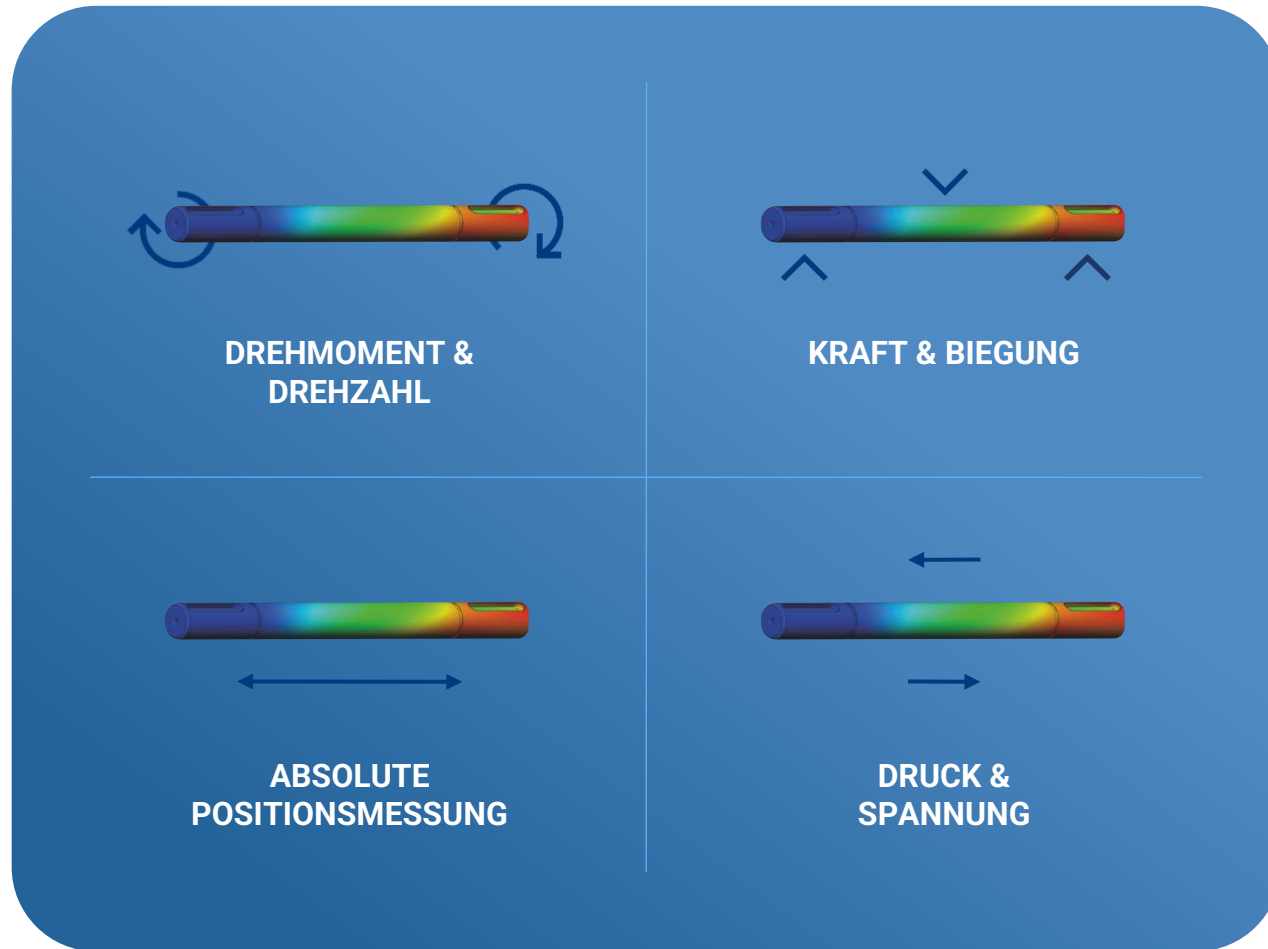 DREHMOMENT &
DREHZAHL
KRAFT & BIEGUNG
ABSOLUTE
POSITIONSMESSUNG
DRUCK &
SPANNUNG